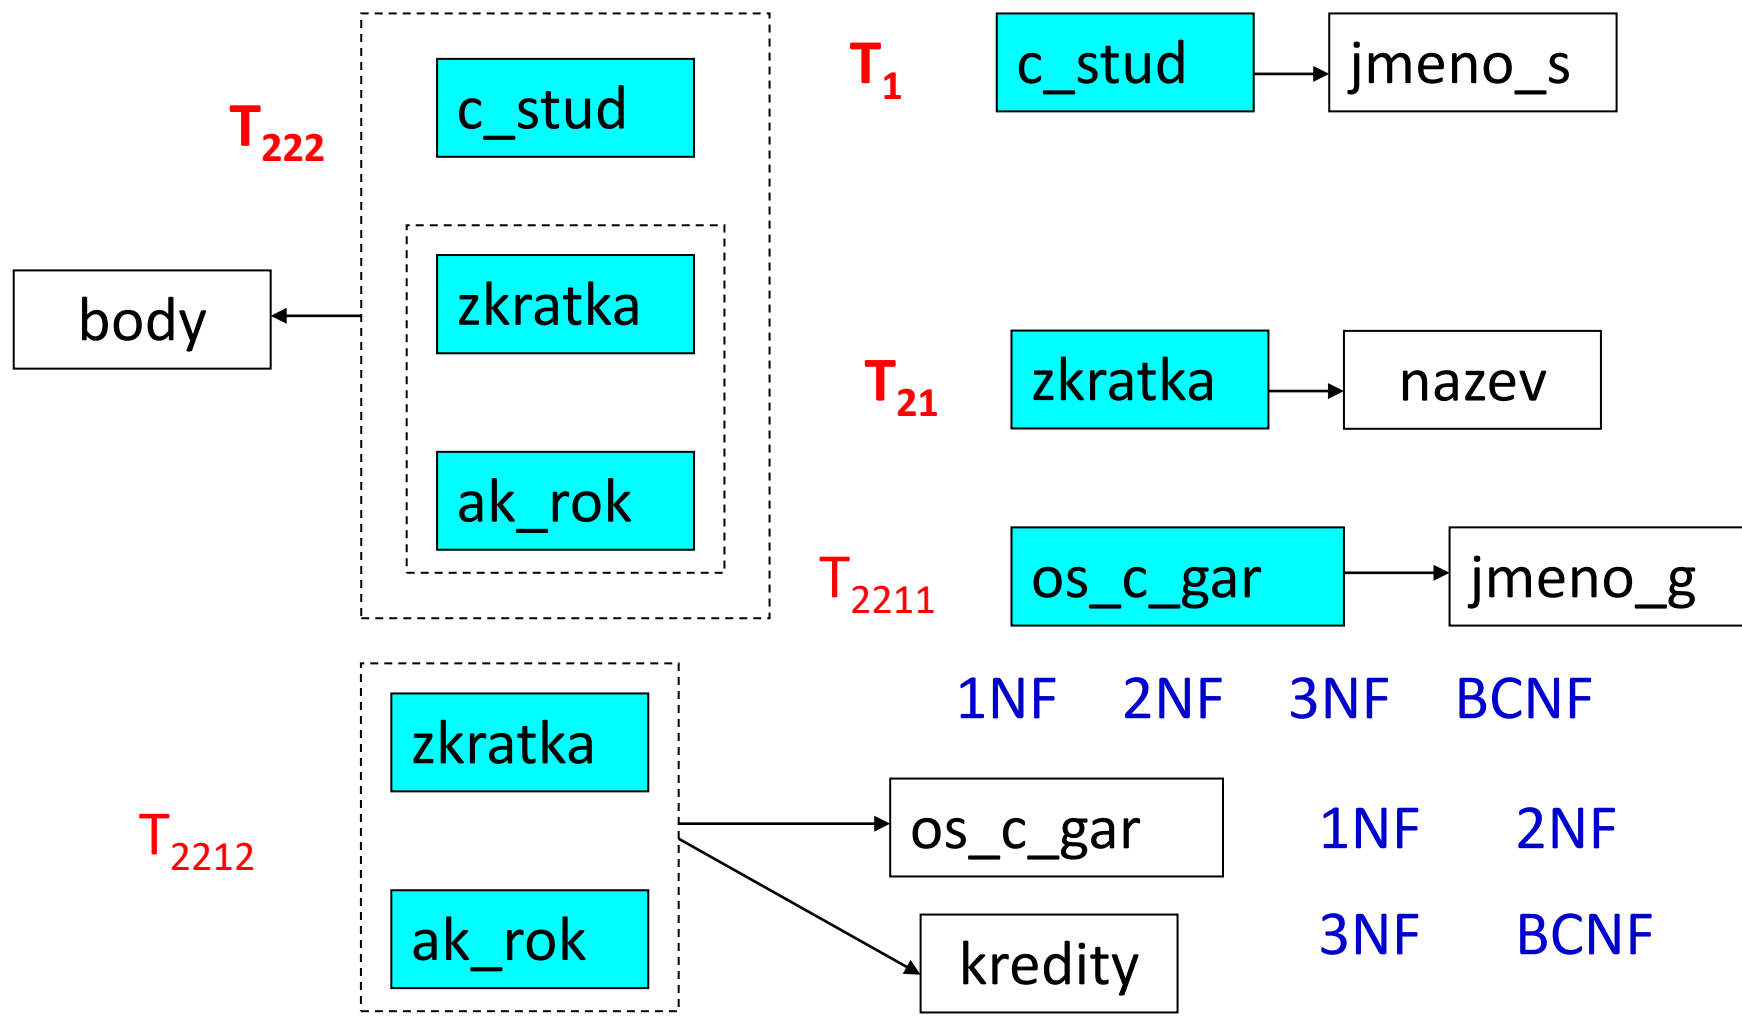 T222
c_stud
zkratka
ak_rok
body
T1
c_stud
jmeno_s
T21
zkratka
nazev
T2211
os_c_gar
jmeno_g
1NF 2NF 3NF BCNF
T2212
zkratka
ak_rok
os_c_gar
kredity
1NF 2NF
3NF BCNF